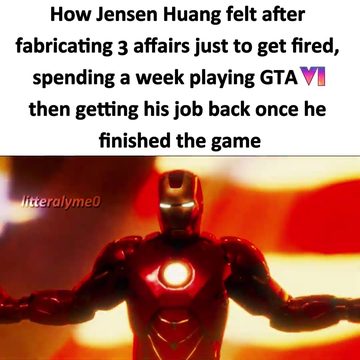 How Jensen Huang felt after
fabricating 3 affairs just to get fired,
spending a week playing GTA VI
then getting his job back once he
finished the game
litteralyme0